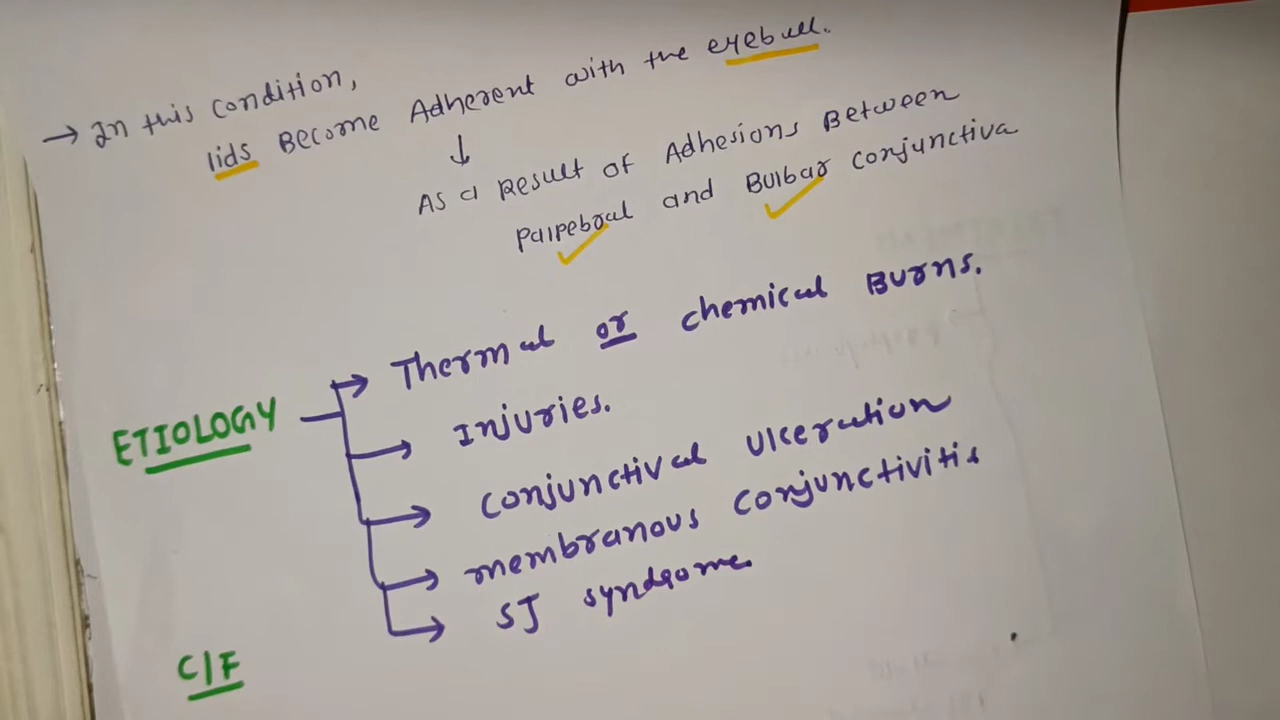 → In this condition,
lids Become Adherent with the eyeball.
↓
As a Result of Adhesions Between
palpebral and Bulbar conjunctiva
ETIOLOGY
→ Thermal or chemical Burns.
→ Injuries.
→ conjunctival ulceration
→ membranous conjunctivitis
→ SJ syndrome.
C/F